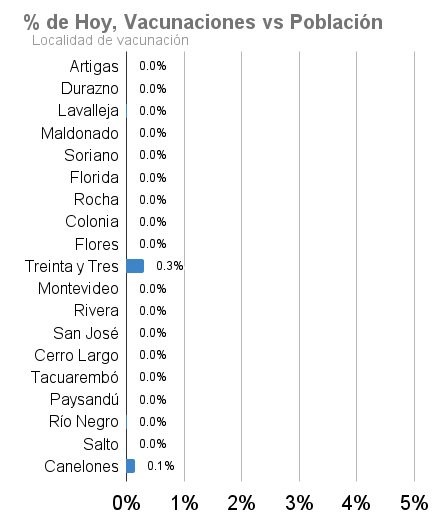 % de Hoy, Vacunaciones vs Población
Localidad de vacunación
Artigas 0.0%
Durazno 0.0%
Lavalleja 0.0%
Maldonado 0.0%
Soriano 0.0%
Florida 0.0%
Rocha 0.0%
Colonia 0.0%
Flores 0.0%
Treinta y Tres 0.3%
Montevideo 0.0%
Rivera 0.0%
San José 0.0%
Cerro Largo 0.0%
Tacuarembó 0.0%
Paysandú 0.0%
Río Negro 0.0%
Salto 0.0%
Canelones 0.1%
0% 1% 2% 3% 4% 5%